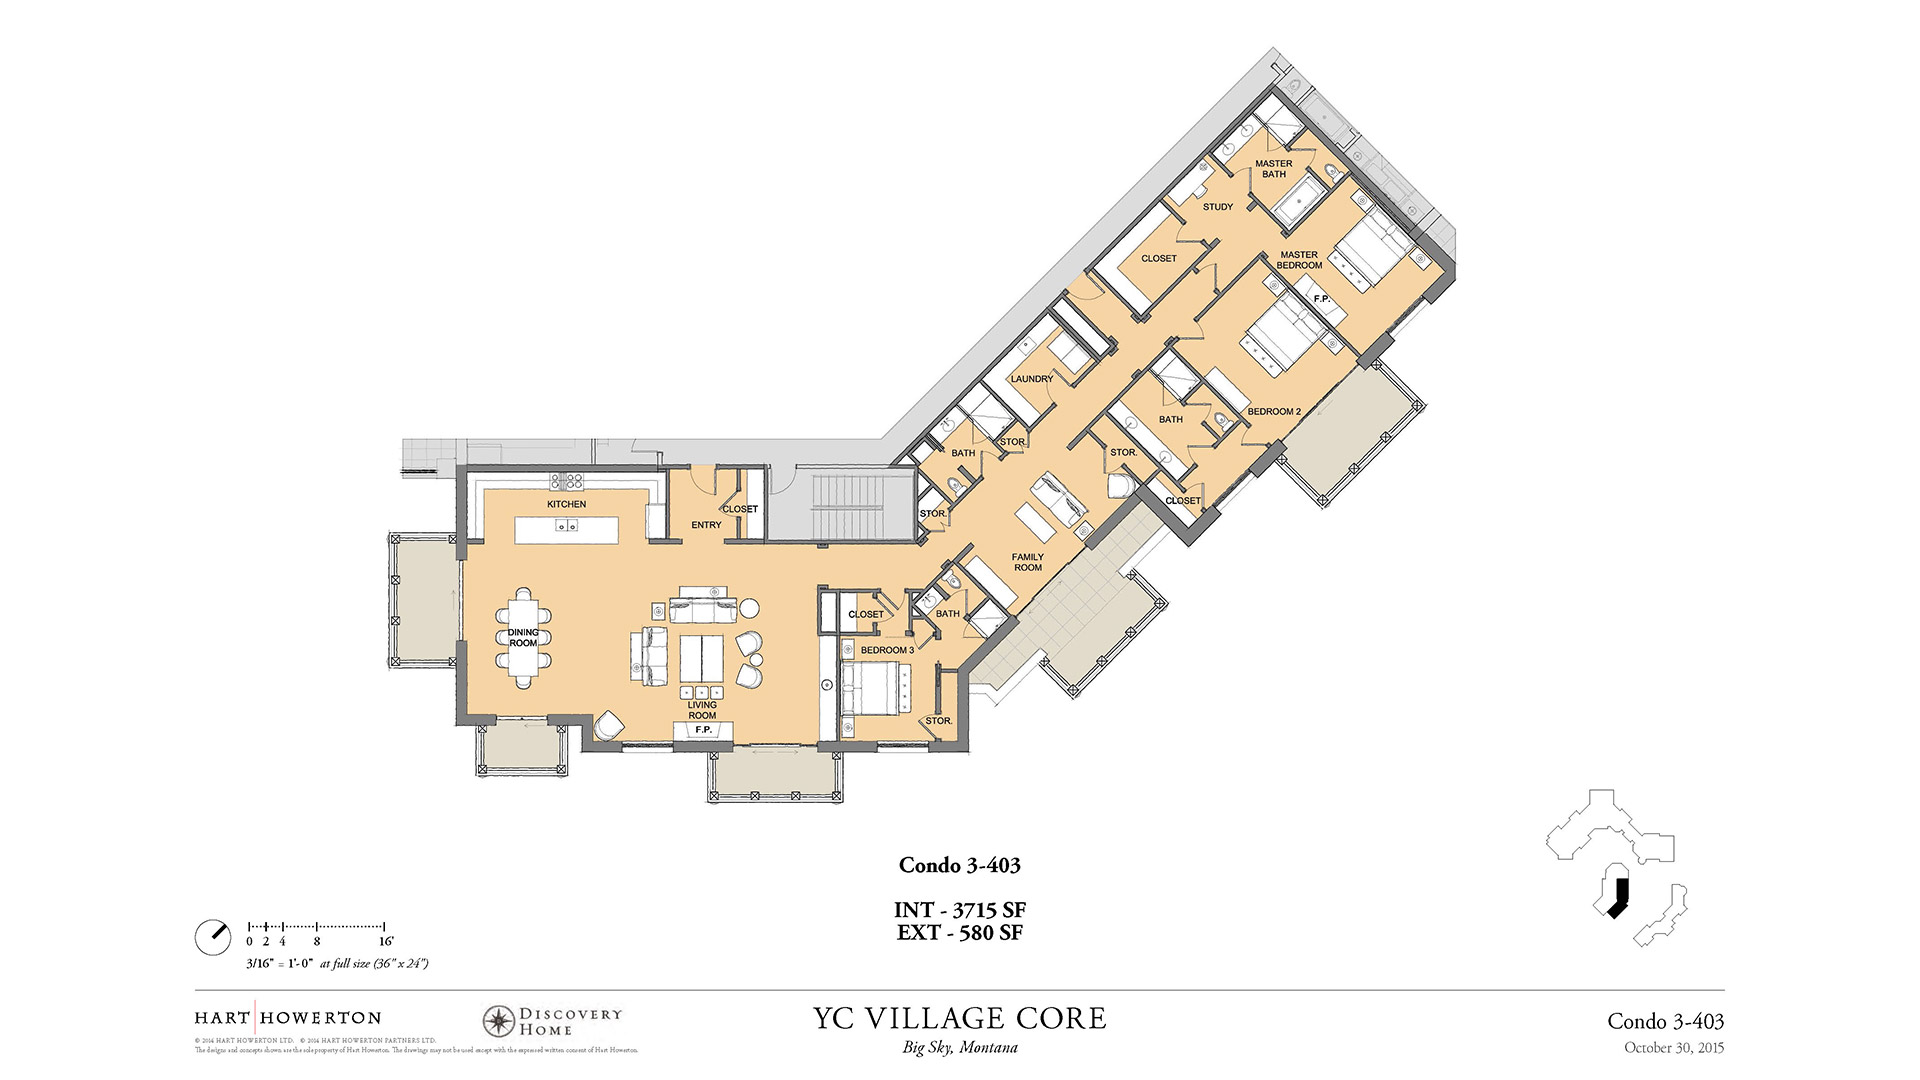 MASTER
BATH
STUDY
CLOSET
MASTER
BEDROOM
F.P.
LAUNDRY
BATH
BEDROOM 2
STOR.
BATH
STOR.
CLOSET
KITCHEN
ENTRY
CLOSET
STOR.
FAMILY
ROOM
DINING
ROOM
CLOSET
BATH
BEDROOM 3
LIVING
ROOM
F.P.
STOR.
Condo 3-403
INT - 3715 SF
EXT - 580 SF
0 2 4 8 16'
3/16" = 1'-0" at full size (36" x 24")
HART HOWERTON
DISCOVERY
HOME
© 2014 HART HOWERTON LTD. © 2014 HART HOWERTON PARTNERS LTD.
The designs and concepts shown are the sole property of Hart Howerton. The drawings may not be used except with the expressed written consent of Hart Howerton.
YC VILLAGE CORE
Big Sky, Montana
Condo 3-403
October 30, 2015